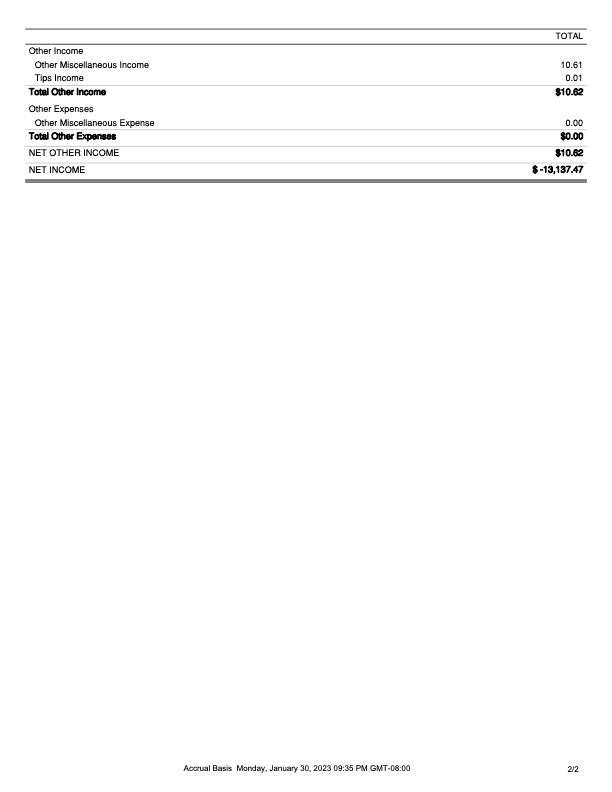 TOTAL
Other Income
Other Miscellaneous Income 10.61
Tips Income 0.01
Total Other Income $10.62
Other Expenses
Other Miscellaneous Expense 0.00
Total Other Expenses $0.00
NET OTHER INCOME $10.62
NET INCOME $ -13,137.47
Accrual Basis Monday, January 30, 2023 09:35 PM GMT-08:00 2/2